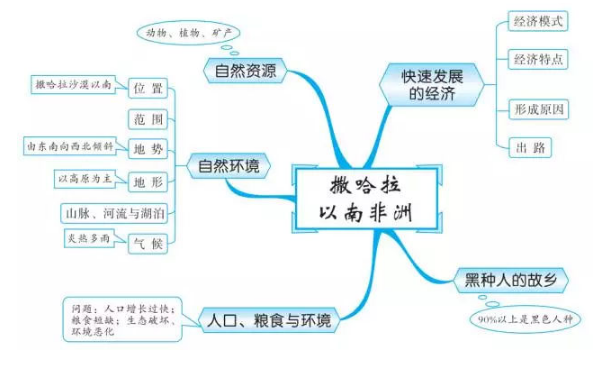 撒哈拉
以南非洲
自然资源
动物、植物、矿产
自然环境
位置
撒哈拉沙漠以南
范围
地势
由东南向西北倾斜
地形
以高原为主
山脉、河流与湖泊
气候
炎热多雨
人口、粮食与环境
问题：人口增长过快；
粮食短缺；生态破坏、
环境恶化
快速发展
的经济
经济模式
经济特点
形成原因
出路
黑种人的故乡
90%以上是黑色人种